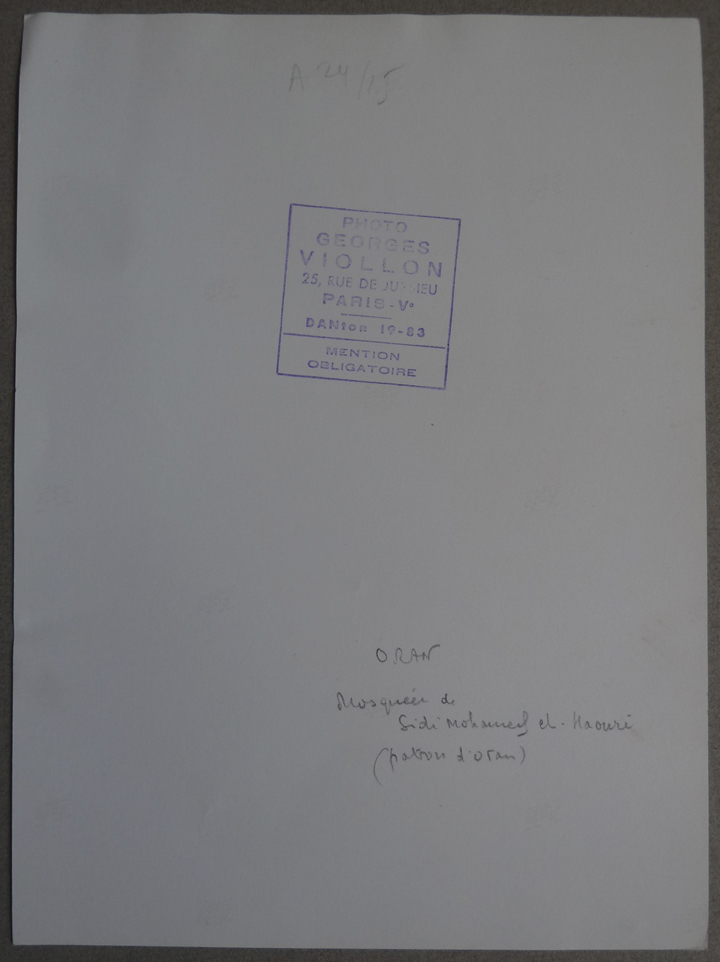 A 24/15
PHOTO
GEORGES
VIOLLON
25, RUE DE JUSSIEU
PARIS-Ve
DANton 19-83
MENTION
OBLIGATOIRE
ORAN
Mosquée de
Sidi Mohamed el-Haouri
(patron d'Oran)